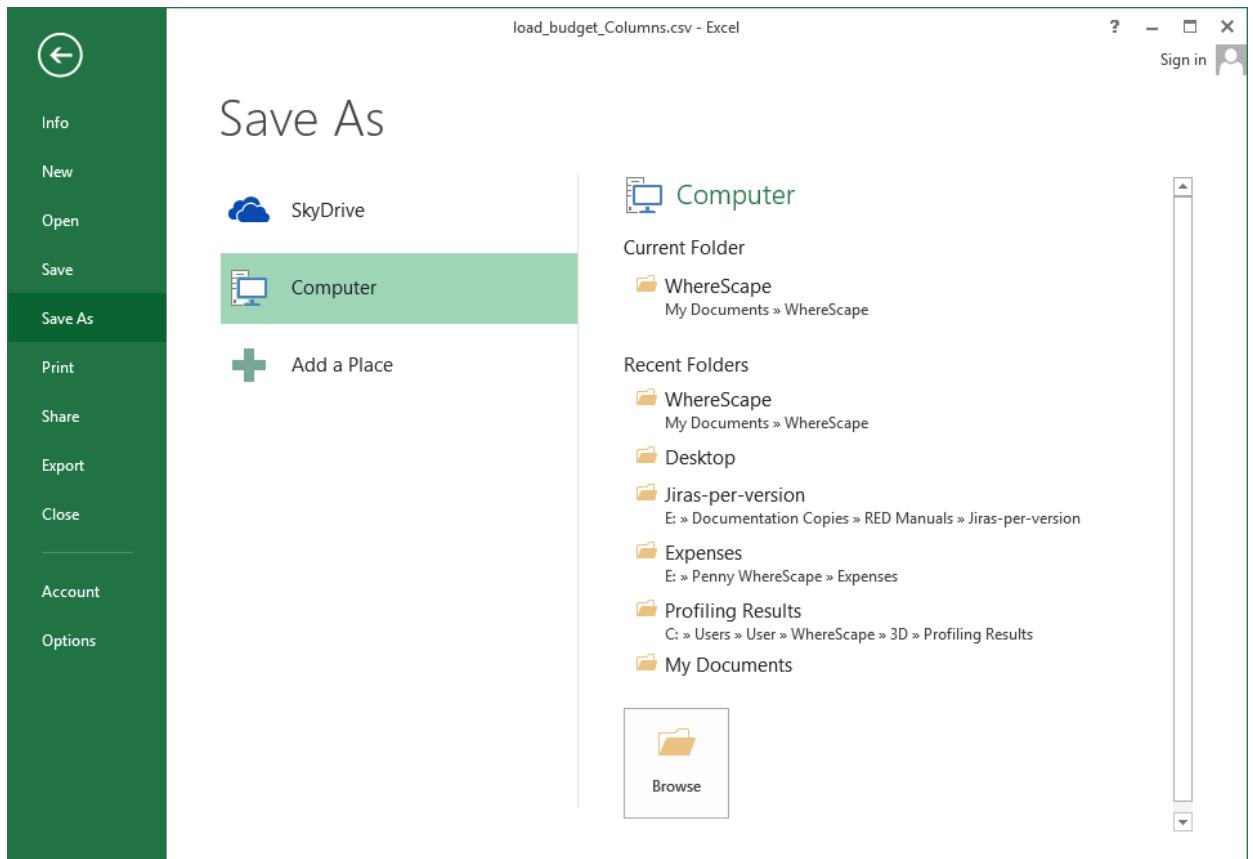 load_budget_Columns.csv - Excel
?
Sign in
Info
New
Open
Save
Save As
Print
Share
Export
Close
Account
Options
Save As
SkyDrive
Computer
Add a Place
Computer
Current Folder
WhereScape
My Documents » WhereScape
Recent Folders
WhereScape
My Documents » WhereScape
Desktop
Jiras-per-version
E: » Documentation Copies » RED Manuals » Jiras-per-version
Expenses
E: » Penny WhereScape » Expenses
Profiling Results
C: » Users » User » WhereScape » 3D » Profiling Results
My Documents
Browse